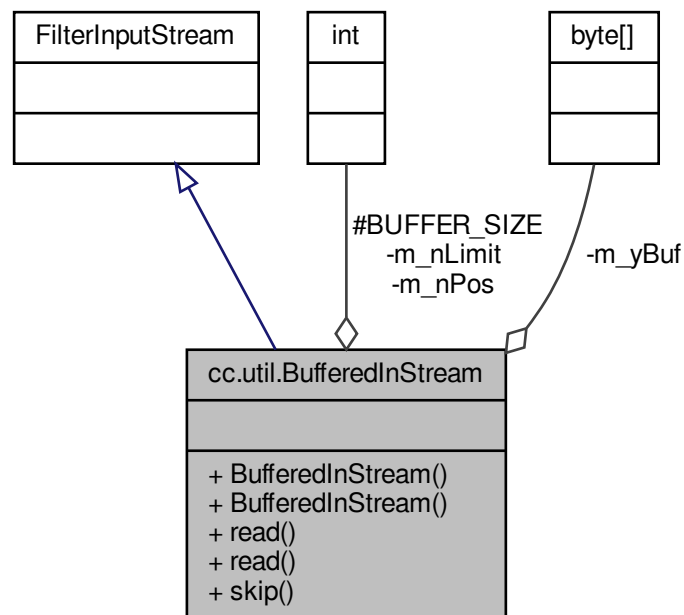 FilterInputStream
int
byte[]
#BUFFER_SIZE
-m_nLimit
-m_nPos
-m_yBuf
cc.util.BufferedInStream
+ BufferedInStream()
+ BufferedInStream()
+ read()
+ read()
+ skip()